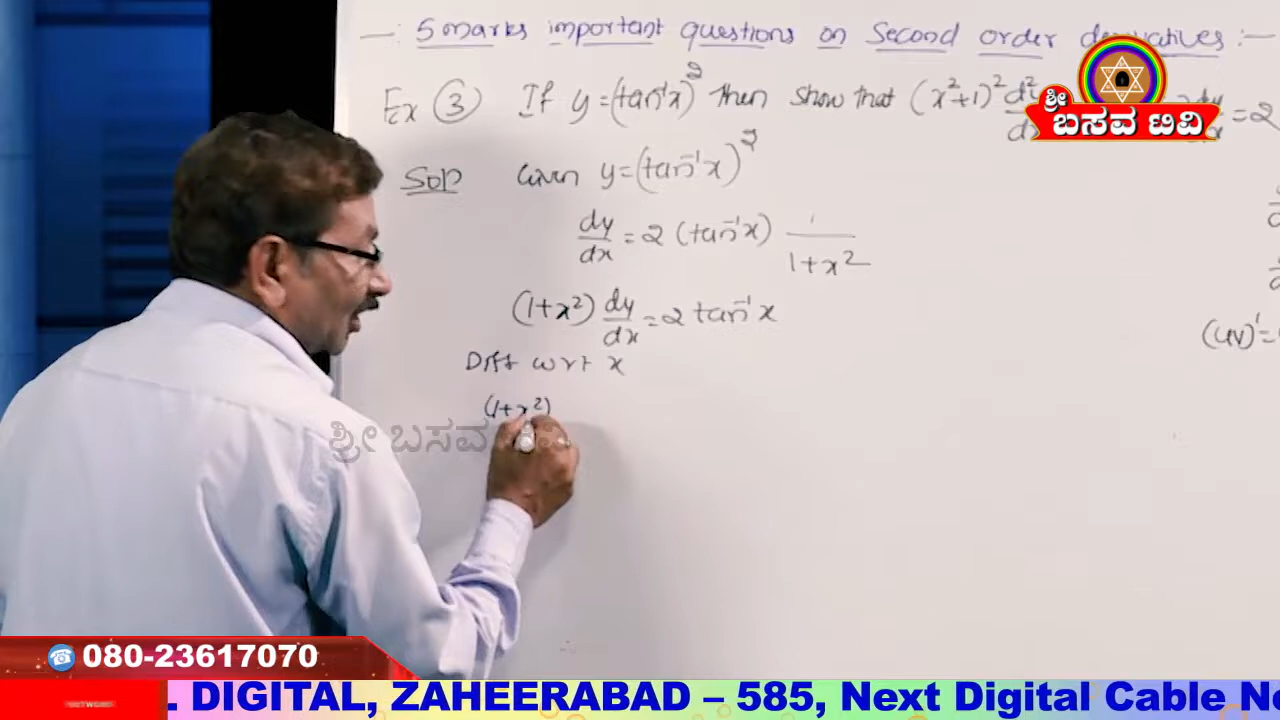 —: 5 marks important questions on Second order derivatives :—
Ex ③ If y = (tan⁻¹x)² then show that (x²+1)² d²y = 2
Solⁿ Given y = (tan⁻¹x)²
dy/dx = 2 (tan⁻¹x) 1/1+x²
(1+x²) dy/dx = 2 tan⁻¹x
(uv)' =
Diff w r t x
(1+x²)
ಶ್ರೀ
ಬಸವ ಟಿವಿ
ಶ್ರೀ ಬಸವ
080-23617070
DIGITAL, ZAHEERABAD – 585, Next Digital Cable